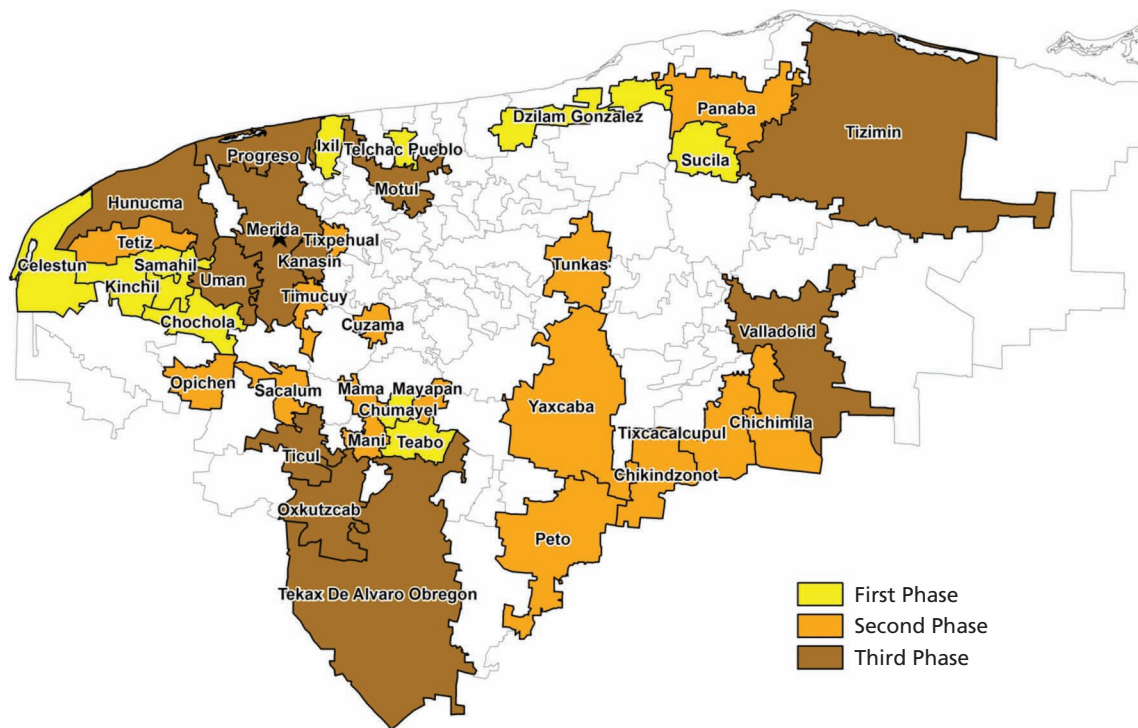 Dzilam Gonzalez
Panaba
Tizimin
Ixil
Telchac Pueblo
Progreso
Sucila
Motul
Hunucma
Merida
Tetiz
Tixpehual
Celestun
Samahil
Kanasin
Tunkas
Uman
Kinchil
Timucuy
Chochola
Cuzama
Valladolid
Opichen
Sacalum
Mama
Mayapan
Yaxcaba
Chumayel
Chichimila
Tixcacalcupul
Mani
Teabo
Ticul
Chikindzonot
Oxkutzcab
Peto
Tekax De Alvaro Obregon
First Phase
Second Phase
Third Phase